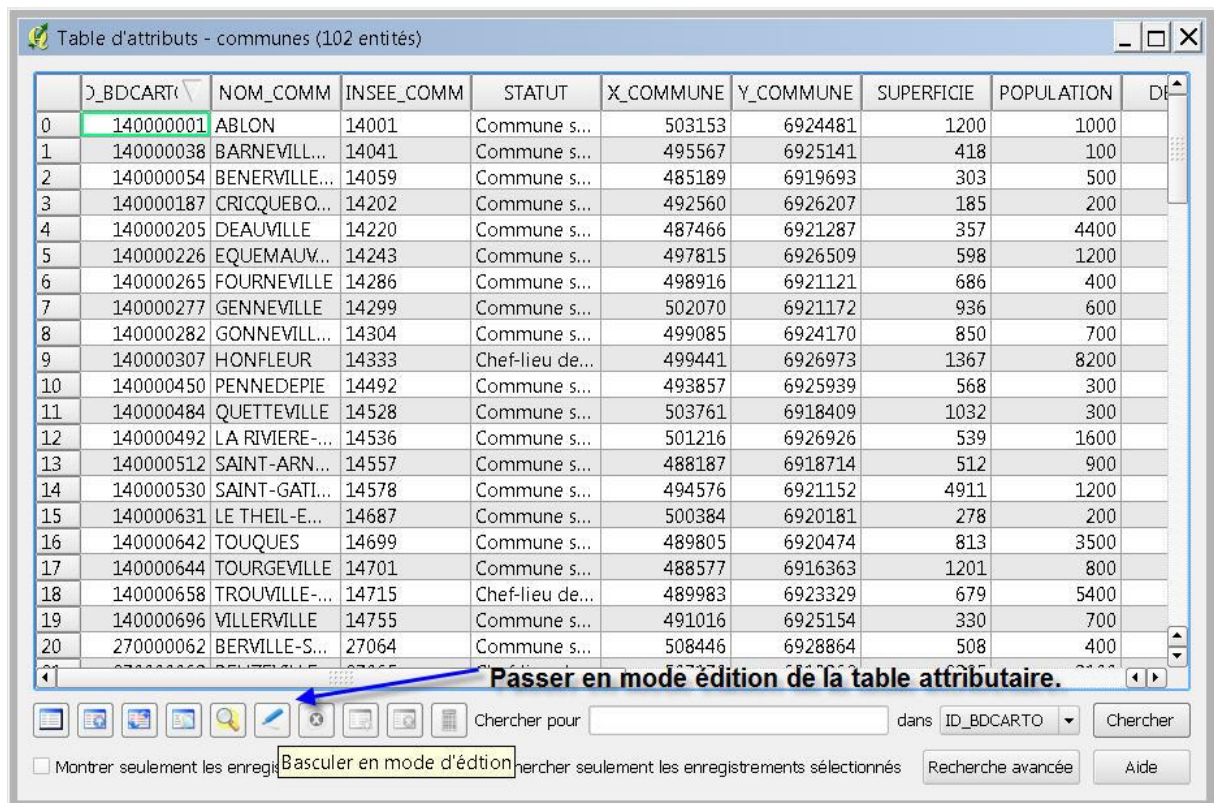 Table d'attributs - communes (102 entités)
NOM_COMM INSEE_COMM STATUT X_COMMUNE Y_COMMUNE SUPERFICIE POPULATION
0 140000001 ABLON 14001 Commune s... 503153 6924481 1200 1000
1 140000038 BARNEVILL... 14041 Commune s... 495567 6925141 418 100
2 140000054 BENERVILLE... 14059 Commune s... 485189 6919693 303 500
3 140000187 CRICQUEBO... 14202 Commune s... 492560 6926207 185 200
4 140000205 DEAUVILLE 14220 Commune s... 487466 6921287 357 4400
5 140000226 EQUEMAUV... 14243 Commune s... 497815 6926509 598 1200
6 140000265 FOURNEVILLE 14286 Commune s... 498916 6921121 686 400
7 140000277 GENNEVILLE 14299 Commune s... 502070 6921172 936 600
8 140000282 GONNEVILL... 14304 Commune s... 499085 6924170 850 700
9 140000307 HONFLEUR 14333 Chef-lieu de... 499441 6926973 1367 8200
10 140000450 PENNEDEPIE 14492 Commune s... 493857 6925939 568 300
11 140000484 QUETTEVILLE 14528 Commune s... 503761 6918409 1032 300
12 140000492 LA RIVIERE-... 14536 Commune s... 501216 6926926 539 1600
13 140000512 SAINT-ARN... 14557 Commune s... 488187 6918714 512 900
14 140000530 SAINT-GATI... 14578 Commune s... 494576 6921152 4911 1200
15 140000631 LE THEIL-E... 14687 Commune s... 500384 6920181 278 200
16 140000642 TOUQUES 14699 Commune s... 489805 6920474 813 3500
17 140000644 TOURGEVILLE 14701 Commune s... 488577 6916363 1201 800
18 140000658 TROUVILLE-... 14715 Chef-lieu de... 489983 6923329 679 5400
19 140000696 VILLERVILLE 14755 Commune s... 491016 6925154 330 700
20 270000062 BERVILLE-S... 27064 Commune s... 508446 6928864 508 400
Passer en mode édition de la table attributaire.
Chercher pour dans ID_BDCARTO Chercher
Basculer en mode d'édtion
Montrer seulement les seulement les enregistrements sélectionnés Recherche avancée Aide